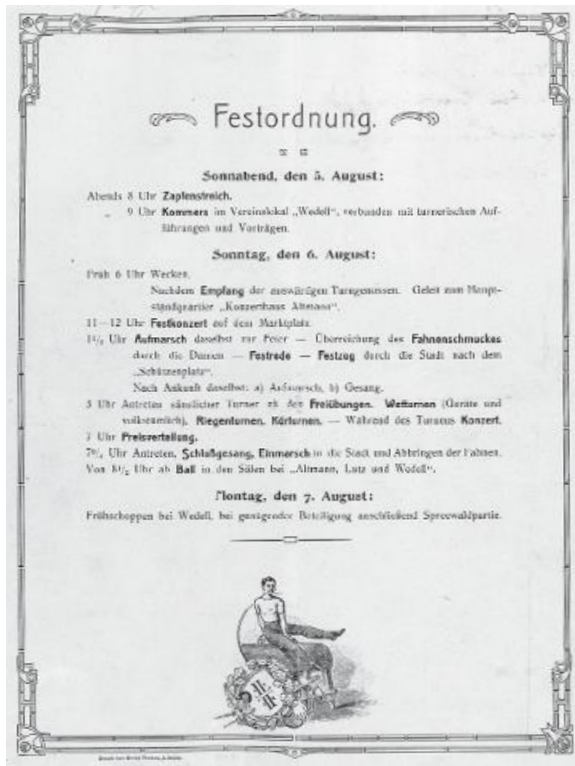 Festordnung.
Sonnabend, den 5. August:
Abends 8 Uhr Zapfenstreich.
„ 9 Uhr Kommers im Vereinslokal „Wedell“, verbunden mit turnerischen Auf-
führungen und Vorträgen.
Sonntag, den 6. August:
Früh 6 Uhr Wecken.
Nachdem Empfang der auswärtigen Turngenossen. Geleit zum Haupt-
standquartier „Konzerthaus Altmann“.
11—12 Uhr Festkonzert auf dem Marktplatz.
Uhr Aufmarsch daselbst zur Feier — Überreichung des Fahnenschmuckes
durch die Damen — Festrede — Festzug durch die Stadt nach dem
„Schützenplatz“.
Nach Ankunft daselbst: a) Aufmarsch, b) Gesang.
3 Uhr Antreten sämtlicher Turner zu den Freiübungen. Wetturnen (Geräte und
volkstümlich), Riegenturnen, Kürturnen. — Während des Turnens Konzert.
7 Uhr Preisverteilung.
Uhr Antreten, Schlußgesang, Einmarsch in die Stadt und Abbringen der Fahnen.
Von Uhr ab Ball in den Sälen bei „Altmann, Lutz und Wedell“.
Montag, den 7. August:
Frühschoppen bei Wedell, bei genügender Beteiligung anschließend Spreewaldpartie.